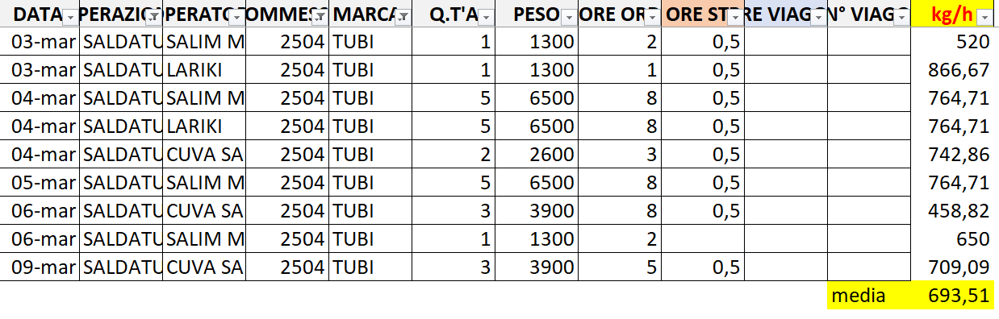 DATA PERAZIO PERATO OMMESS MARCA Q.T'A PESO ORE ORD ORE ST RE VIAGG N° VIAGG kg/h
03-mar SALDATU SALIM M 2504 TUBI 1 1300 2 0,5 520
03-mar SALDATU LARIKI 2504 TUBI 1 1300 1 0,5 866,67
04-mar SALDATU SALIM M 2504 TUBI 5 6500 8 0,5 764,71
04-mar SALDATU LARIKI 2504 TUBI 5 6500 8 0,5 764,71
04-mar SALDATU CUVA SA 2504 TUBI 2 2600 3 0,5 742,86
05-mar SALDATU SALIM M 2504 TUBI 5 6500 8 0,5 764,71
06-mar SALDATU CUVA SA 2504 TUBI 3 3900 8 0,5 458,82
06-mar SALDATU SALIM M 2504 TUBI 1 1300 2 650
09-mar SALDATU CUVA SA 2504 TUBI 3 3900 5 0,5 709,09
media 693,51